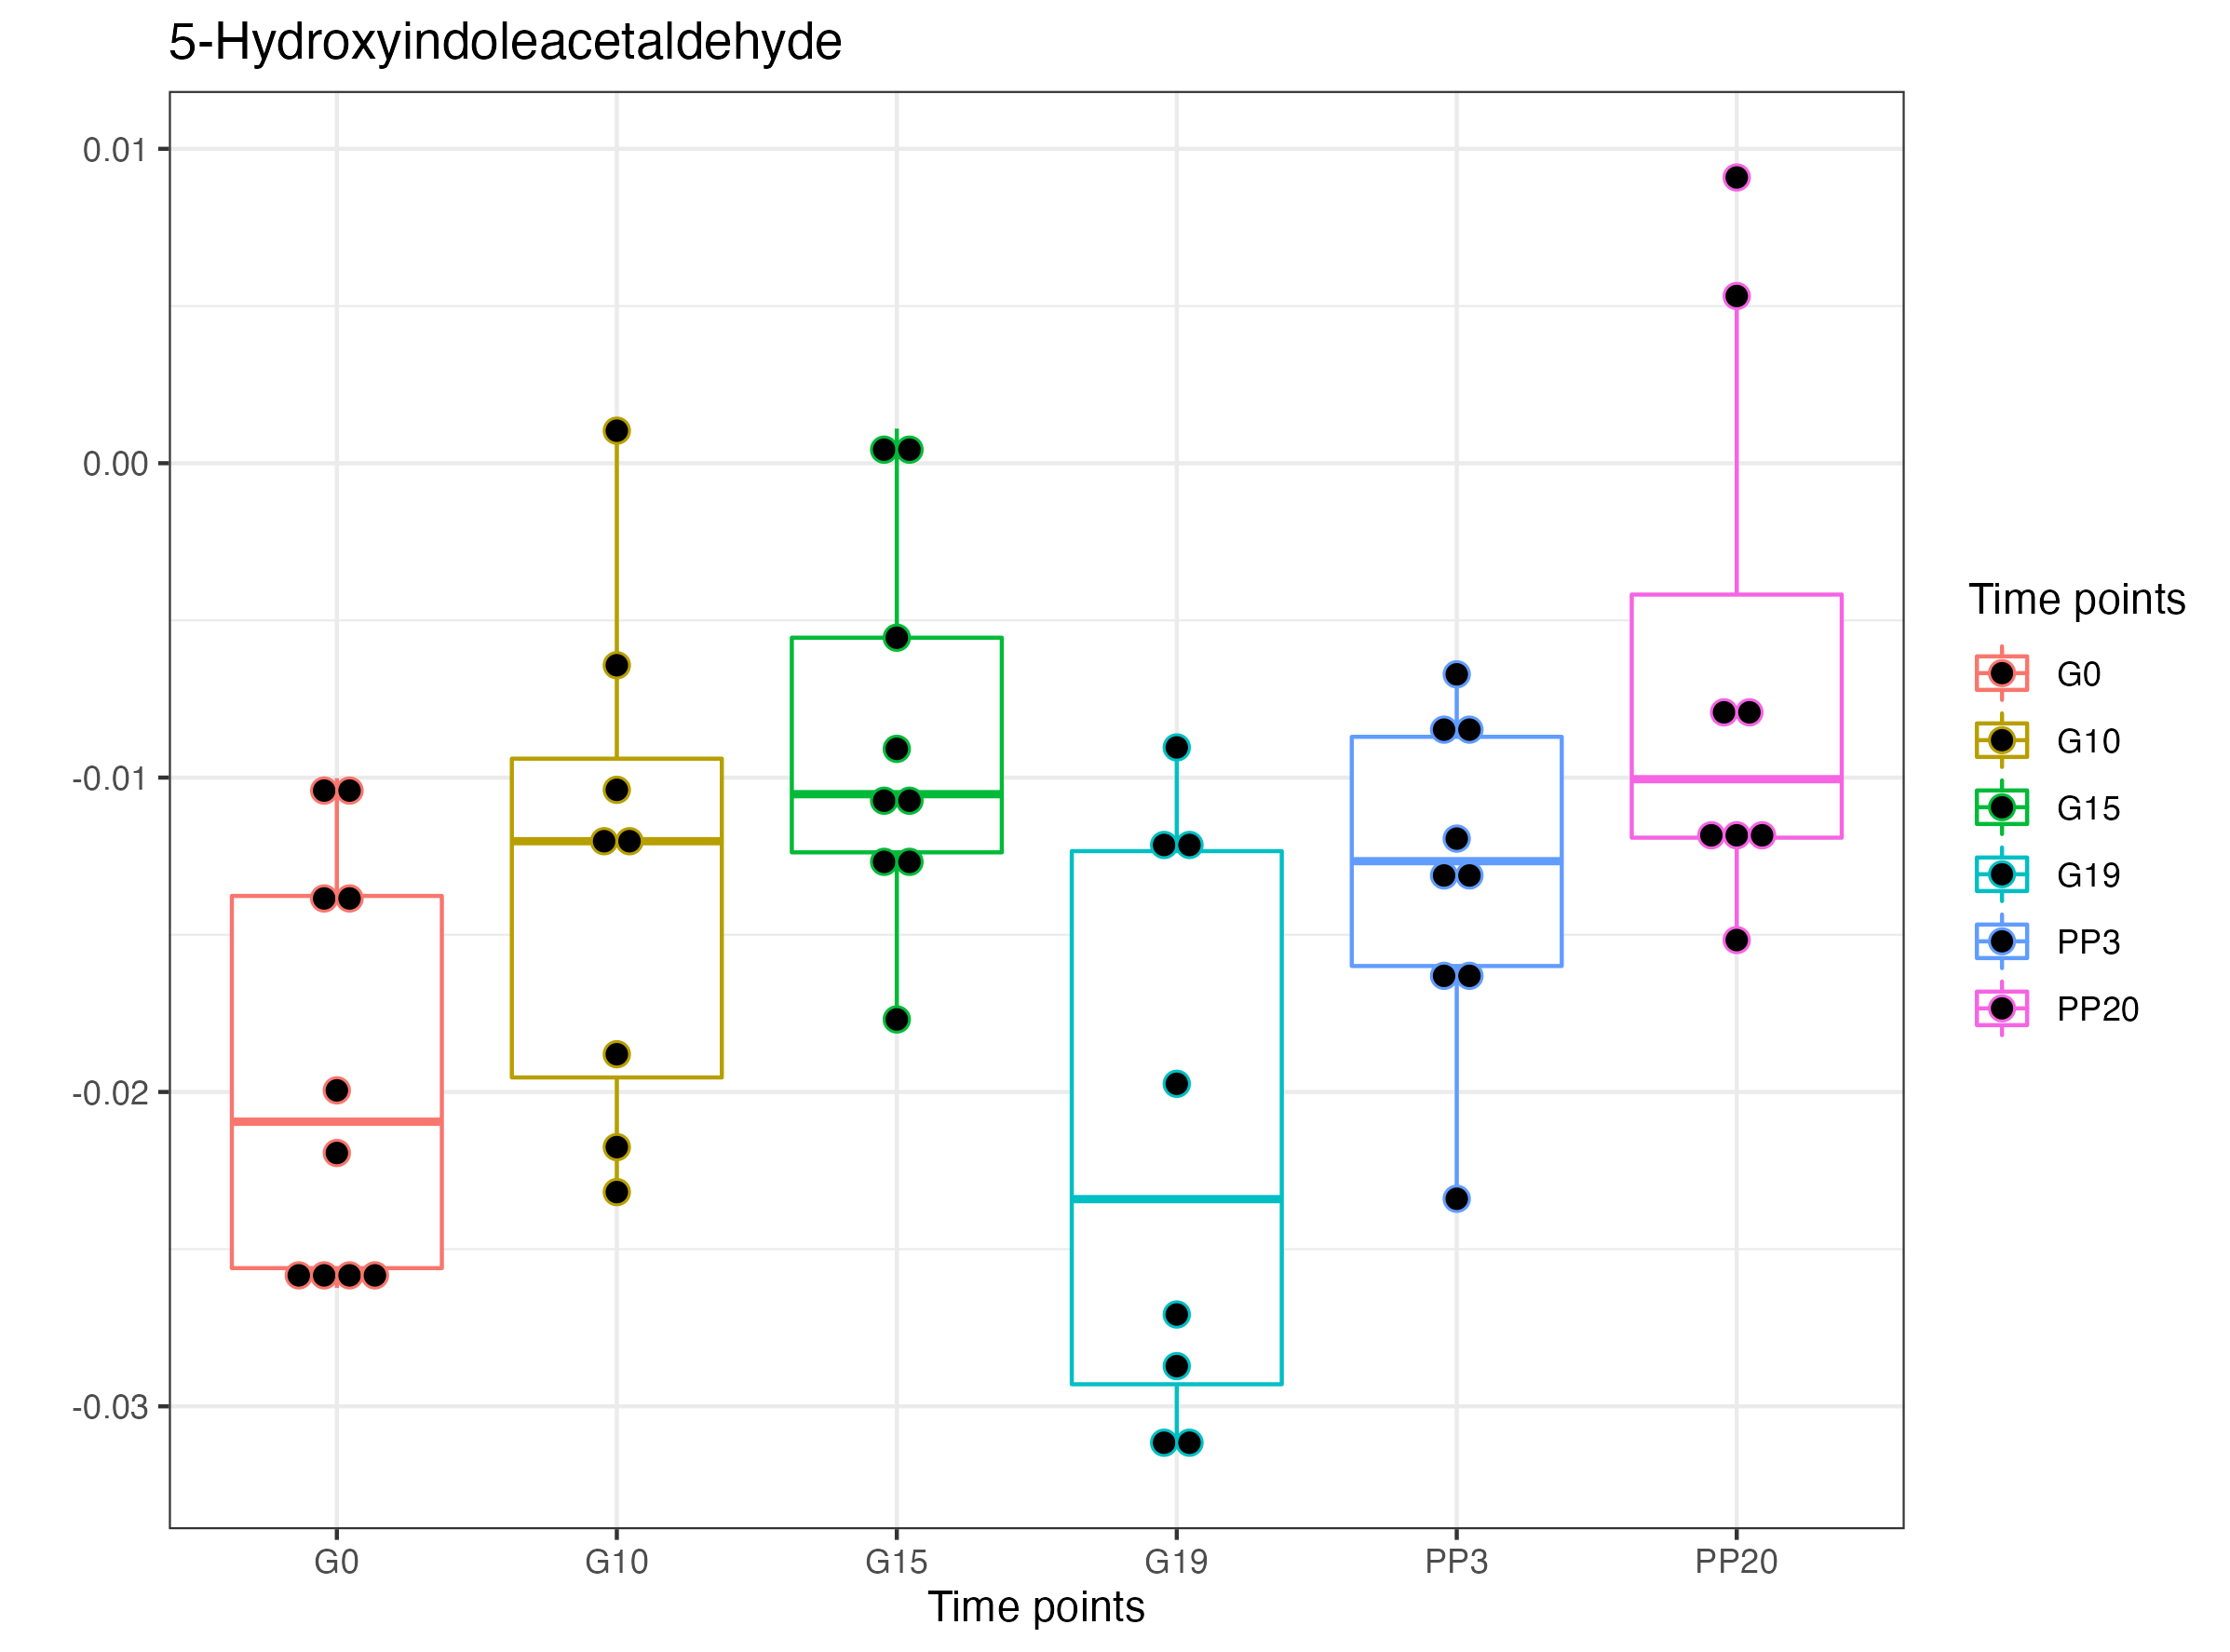 5-Hydroxyindoleacetaldehyde
0.01
0.00
-0.01
-0.02
-0.03
G0 G10 G15 G19 PP3 PP20
Time points
Time points
G0
G10
G15
G19
PP3
PP20